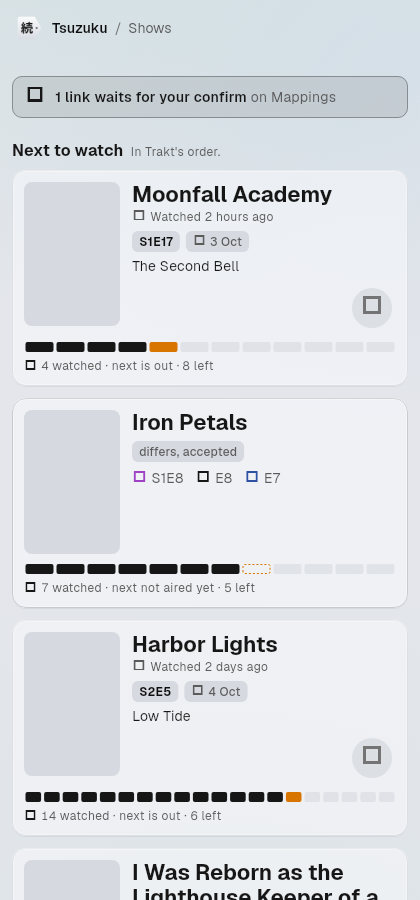 続
Tsuzuku / Shows
1 link waits for your confirm on Mappings
Next to watch In Trakt's order.
Moonfall Academy
Watched 2 hours ago
S1E17 3 Oct
The Second Bell
4 watched · next is out · 8 left
Iron Petals
differs, accepted
S1E8 E8 E7
7 watched · next not aired yet · 5 left
Harbor Lights
Watched 2 days ago
S2E5 4 Oct
Low Tide
14 watched · next is out · 6 left
I Was Reborn as the
Lighthouse Keeper of a